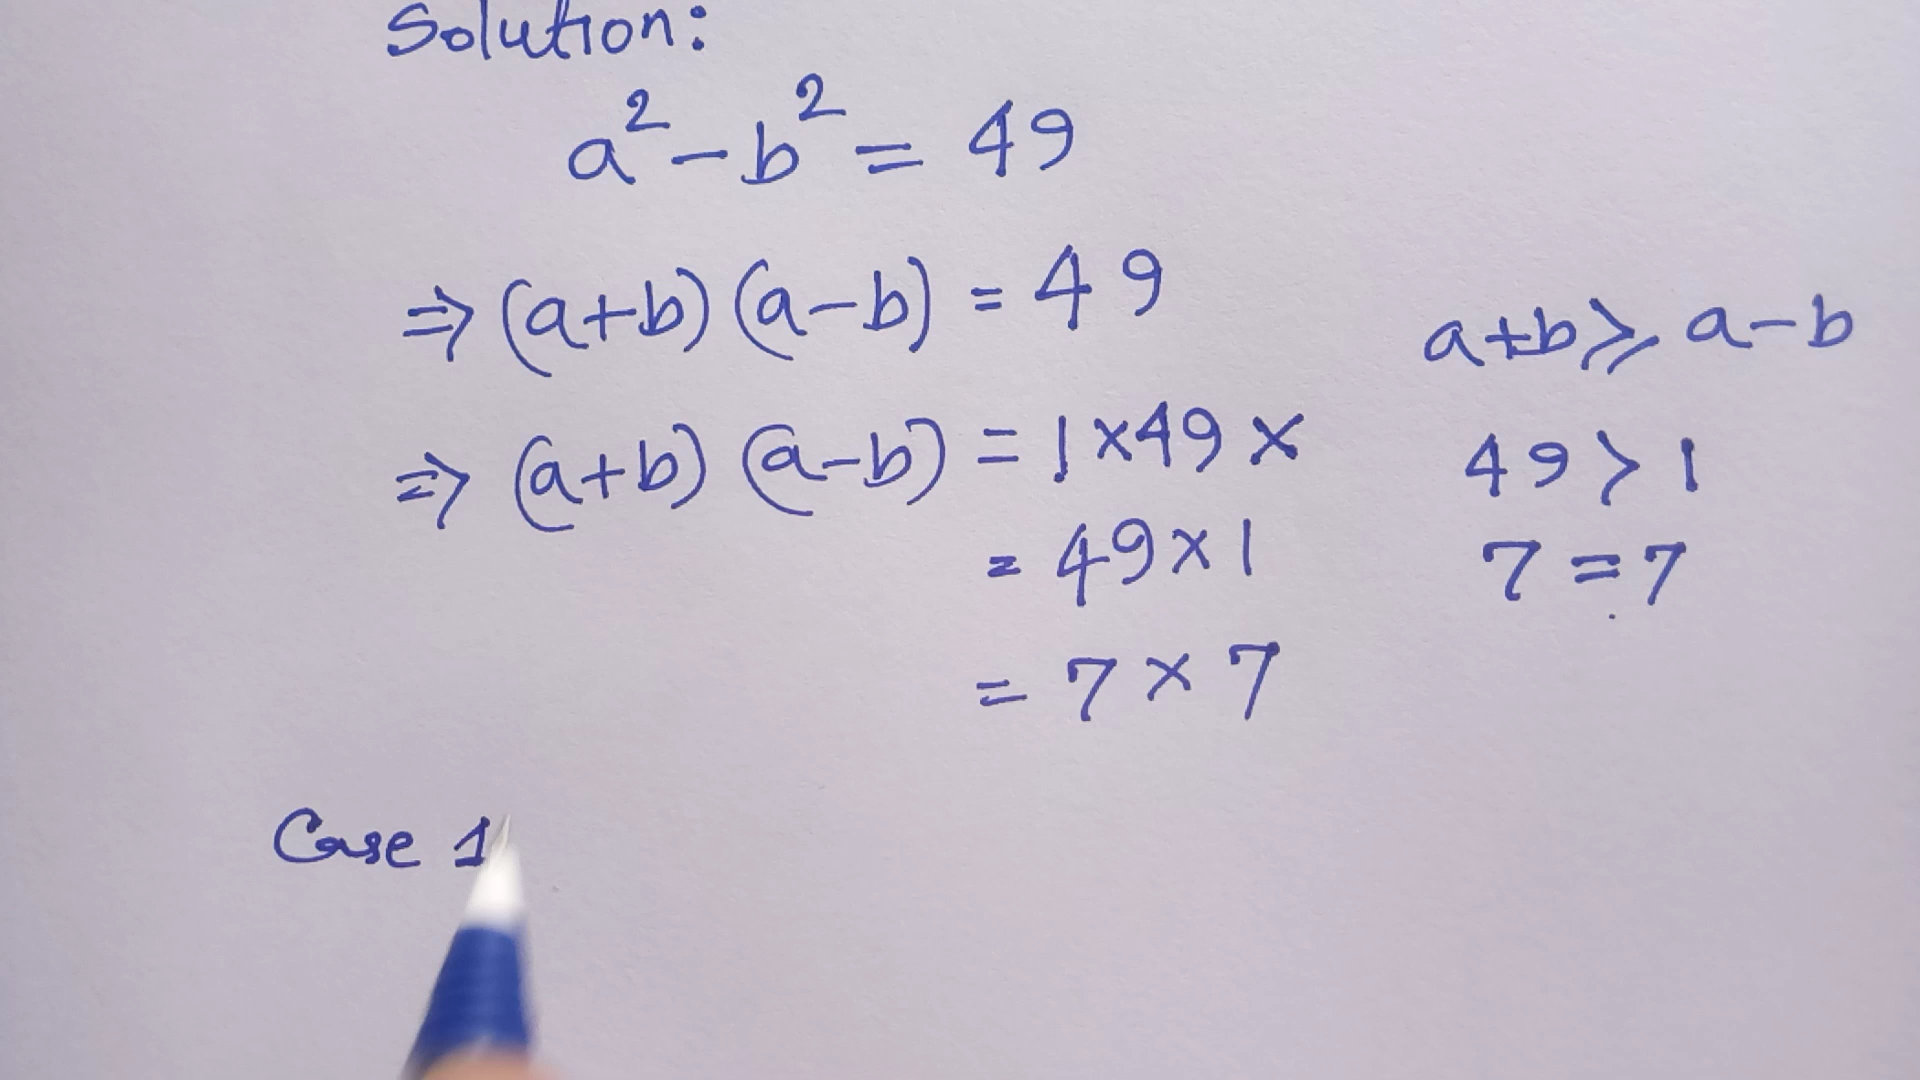 Solution:
a² - b² = 49
⇒ (a+b) (a-b) = 49
a+b ⩾ a-b
⇒ (a+b) (a-b) = 1 × 49 ×
49 > 1
= 49 × 1
7 = 7
= 7 × 7
Case 1